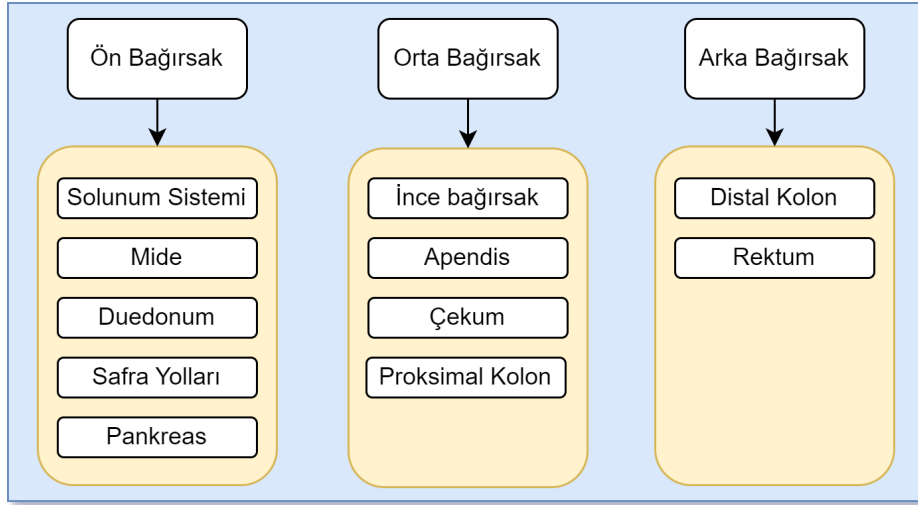 Ön Bağırsak
Solunum Sistemi
Mide
Duedonum
Safra Yolları
Pankreas
Orta Bağırsak
İnce bağırsak
Apendis
Çekum
Proksimal Kolon
Arka Bağırsak
Distal Kolon
Rektum